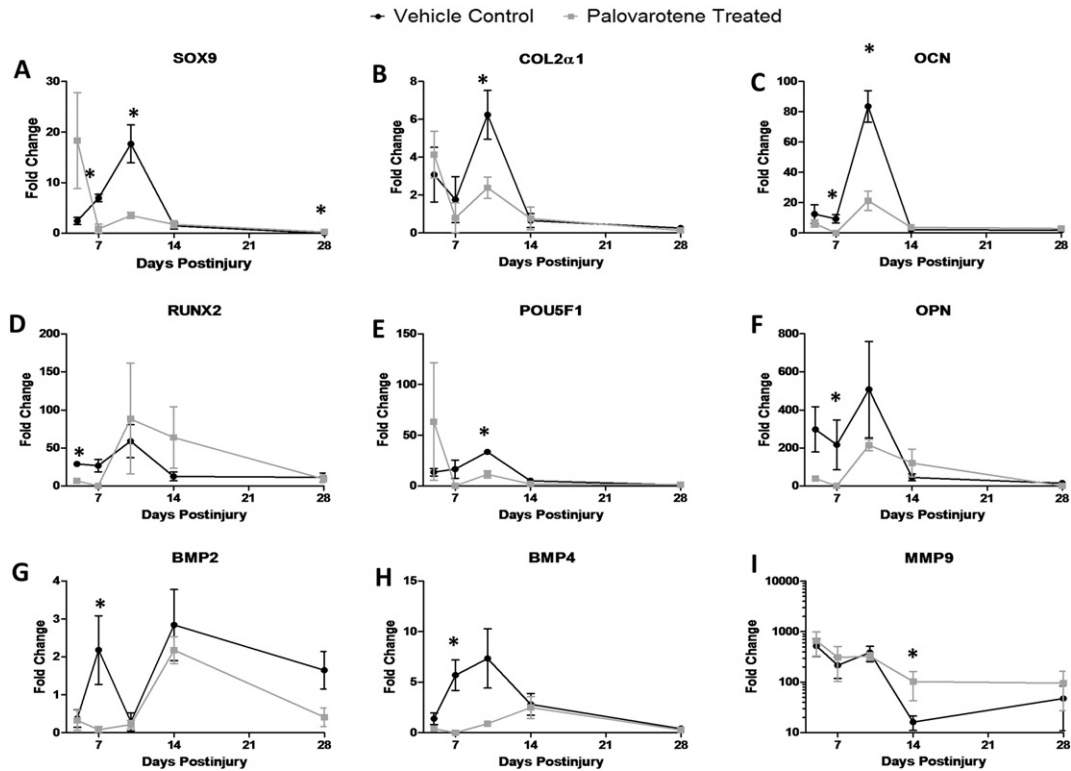 Vehicle Control Palovarotene Treated
A SOX9
*
*
*
Fold Change
30
20
10
0
7 14 21 28
Days Postinjury
B COL2α1
*
Fold Change
8
6
4
2
0
7 14 21 28
Days Postinjury
C OCN
*
*
Fold Change
100
80
60
40
20
0
7 14 21 28
Days Postinjury
D RUNX2
*
Fold Change
200
150
100
50
0
7 14 21 28
Days Postinjury
E POU5F1
*
Fold Change
150
100
50
0
7 14 21 28
Days Postinjury
F OPN
*
Fold Change
800
600
400
200
0
7 14 21 28
Days Postinjury
G BMP2
*
Fold Change
4
3
2
1
0
7 14 21 28
Days Postinjury
H BMP4
*
Fold Change
15
10
5
0
7 14 21 28
Days Postinjury
I MMP9
*
Fold Change
10000
1000
100
10
7 14 21 28
Days Postinjury